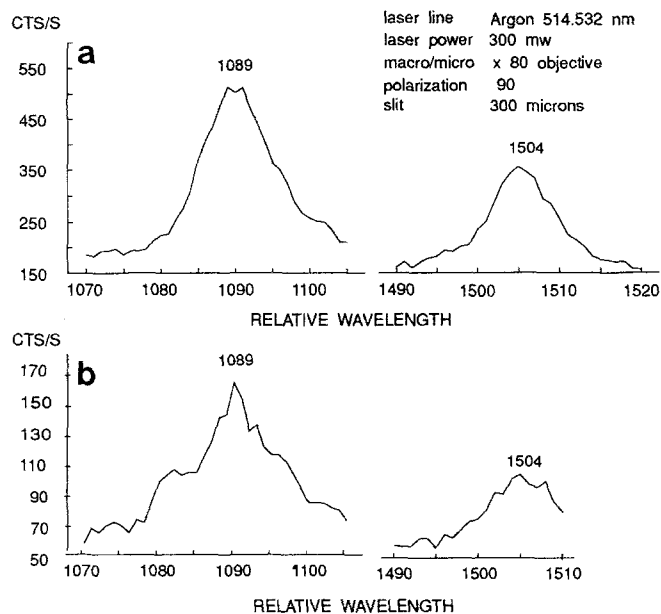 CTS/S
laser line Argon 514.532 nm
laser power 300 mw
macro/micro x 80 objective
polarization 90
slit 300 microns
a
1089
1504
550
450
350
250
150
1070 1080 1090 1100
1490 1500 1510 1520
RELATIVE WAVELENGTH
CTS/S
b
1089
1504
170
150
130
110
90
70
50
1070 1080 1090 1100
1490 1500 1510
RELATIVE WAVELENGTH